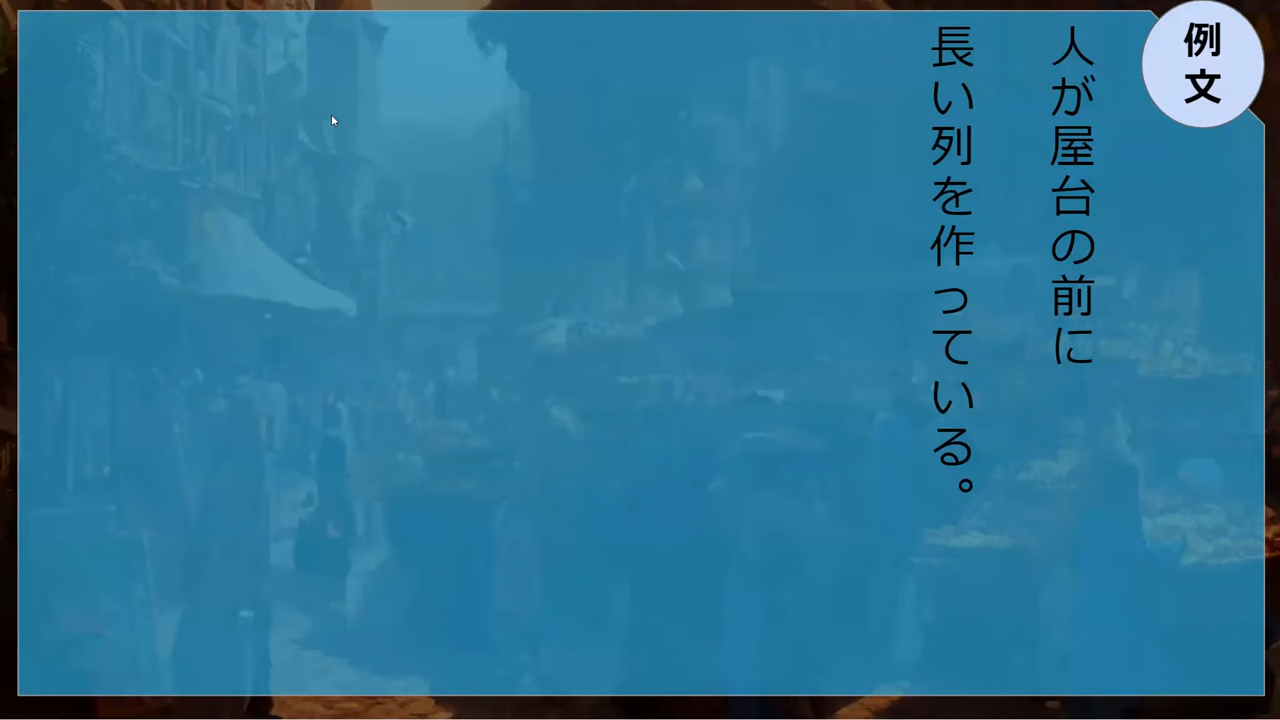 例文
人が屋台の前に
長い列を作っている。